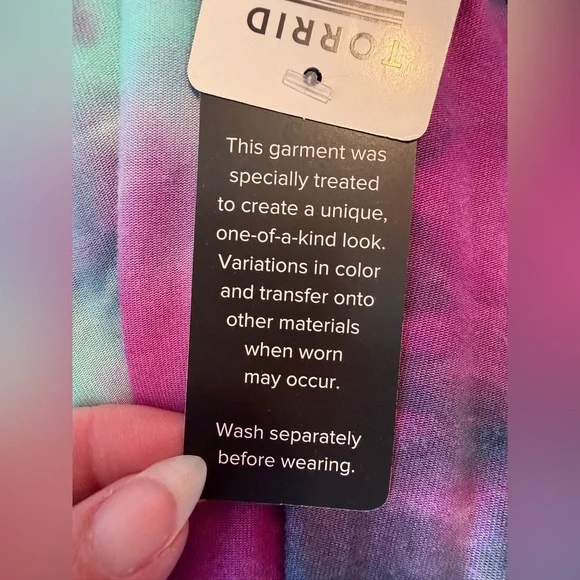 TORRID
This garment was
specially treated
to create a unique,
one-of-a-kind look.
Variations in color
and transfer onto
other materials
when worn
may occur.
Wash separately
before wearing.